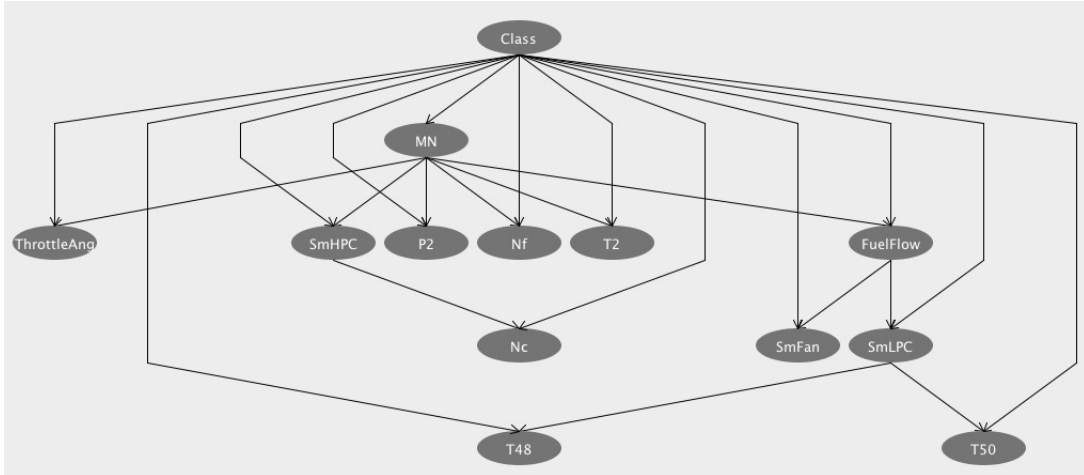 Class
MN
ThrottleAng
SmHPC
P2
Nf
T2
FuelFlow
Nc
SmFan
SmLPC
T48
T50